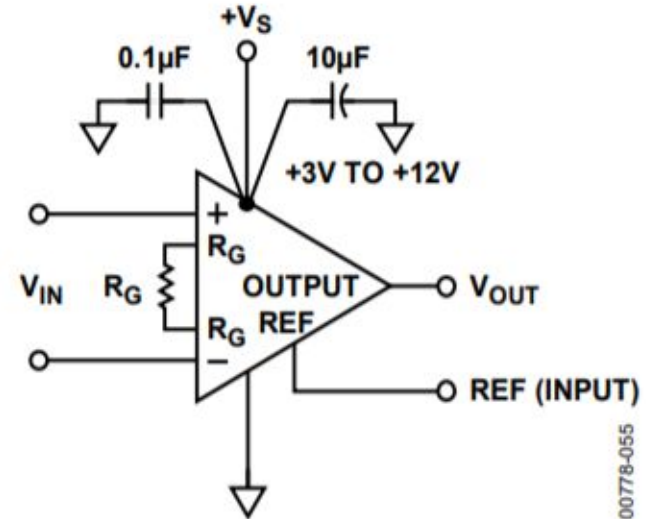 +VS
0.1µF
10µF
+3V TO +12V
+
RG
VIN
RG
OUTPUT
VOUT
RG
REF
–
REF (INPUT)
00778-055